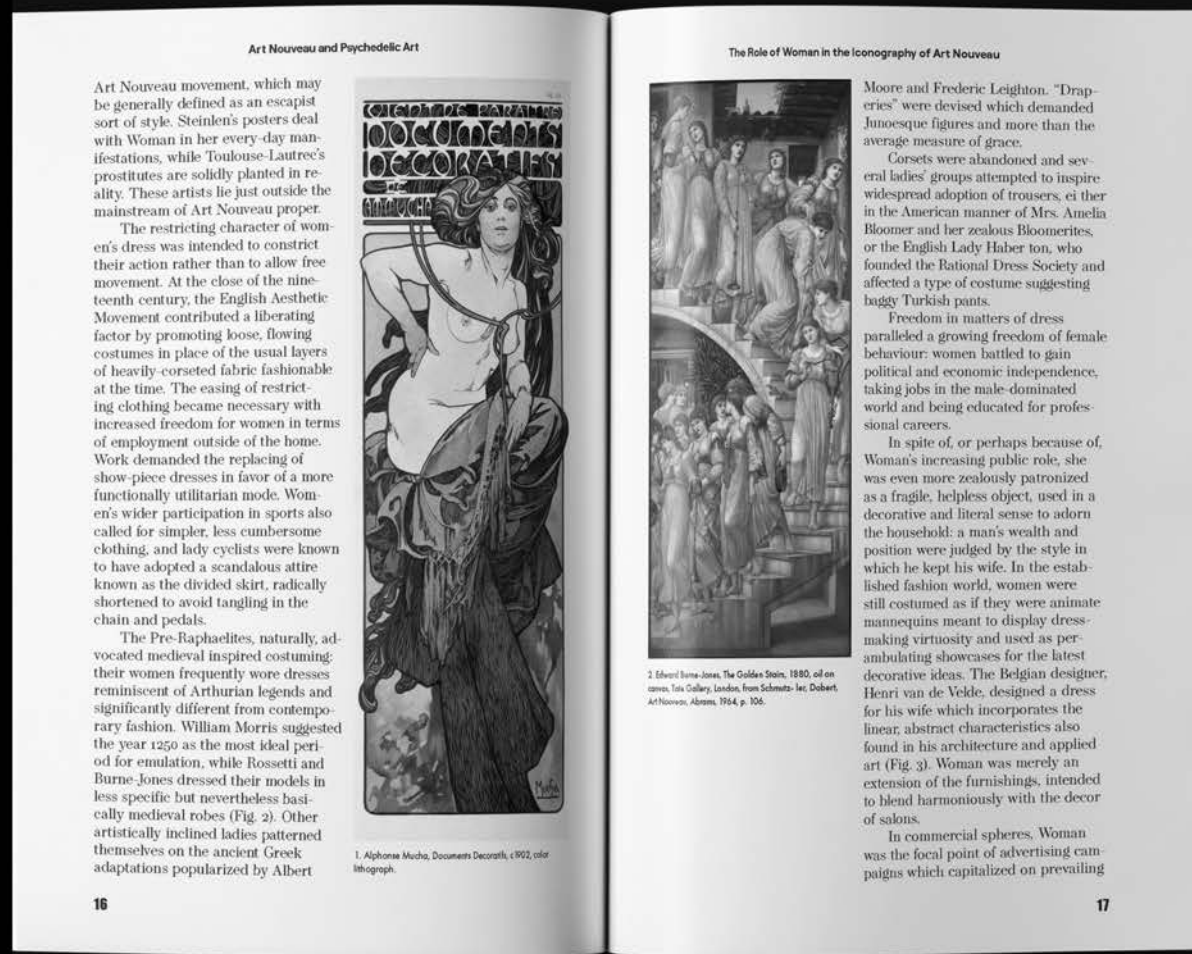 Art Nouveau and Psychedelic Art
Art Nouveau movement, which may
be generally defined as an escapist
sort of style. Steinlen's posters deal
with Woman in her every-day man-
ifestations, while Toulouse-Lautrec's
prostitutes are solidly planted in re-
ality. These artists lie just outside the
mainstream of Art Nouveau proper.
The restricting character of wom-
en's dress was intended to constrict
their action rather than to allow free
movement. At the close of the nine-
teenth century, the English Aesthetic
Movement contributed a liberating
factor by promoting loose, flowing
costumes in place of the usual layers
of heavily-corseted fabric fashionable
at the time. The easing of restrict-
ing clothing became necessary with
increased freedom for women in terms
of employment outside of the home.
Work demanded the replacing of
show-piece dresses in favor of a more
functionally utilitarian mode. Wom-
en's wider participation in sports also
called for simpler, less cumbersome
clothing, and lady cyclists were known
to have adopted a scandalous attire
known as the divided skirt, radically
shortened to avoid tangling in the
chain and pedals.
The Pre-Raphaelites, naturally, ad-
vocated medieval inspired costuming:
their women frequently wore dresses
reminiscent of Arthurian legends and
significantly different from contempo-
rary fashion. William Morris suggested
the year 1250 as the most ideal peri-
od for emulation, while Rossetti and
Burne-Jones dressed their models in
less specific but nevertheless basi-
cally medieval robes (Fig. 2). Other
artistically inclined ladies patterned
themselves on the ancient Greek
adaptations popularized by Albert
DOCUMENTS
DECORATIFS
Mucha
1. Alphonse Mucha, Documents Decoratifs, c 1902, color
lithograph.
16
The Role of Woman in the Iconography of Art Nouveau
2. Edward Burne-Jones, The Golden Stairs, 1880, oil on
canvas, Tate Gallery, London, from Schmutz- ler, Dobert,
Art Nouveau, Abrams, 1964, p. 106.
Moore and Frederic Leighton. "Drap-
eries" were devised which demanded
Junoesque figures and more than the
average measure of grace.
Corsets were abandoned and sev-
eral ladies' groups attempted to inspire
widespread adoption of trousers, ei ther
in the American manner of Mrs. Amelia
Bloomer and her zealous Bloomerites,
or the English Lady Haber ton, who
founded the Rational Dress Society and
affected a type of costume suggesting
baggy Turkish pants.
Freedom in matters of dress
paralleled a growing freedom of female
behaviour: women battled to gain
political and economic independence,
taking jobs in the male-dominated
world and being educated for profes-
sional careers.
In spite of, or perhaps because of,
Woman's increasing public role, she
was even more zealously patronized
as a fragile, helpless object, used in a
decorative and literal sense to adorn
the household: a man's wealth and
position were judged by the style in
which he kept his wife. In the estab-
lished fashion world, women were
still costumed as if they were animate
mannequins meant to display dress-
making virtuosity and used as per-
ambulating showcases for the latest
decorative ideas. The Belgian designer,
Henri van de Velde, designed a dress
for his wife which incorporates the
linear, abstract characteristics also
found in his architecture and applied
art (Fig. 3). Woman was merely an
extension of the furnishings, intended
to blend harmoniously with the decor
of salons.
In commercial spheres, Woman
was the focal point of advertising cam-
paigns which capitalized on prevailing
17